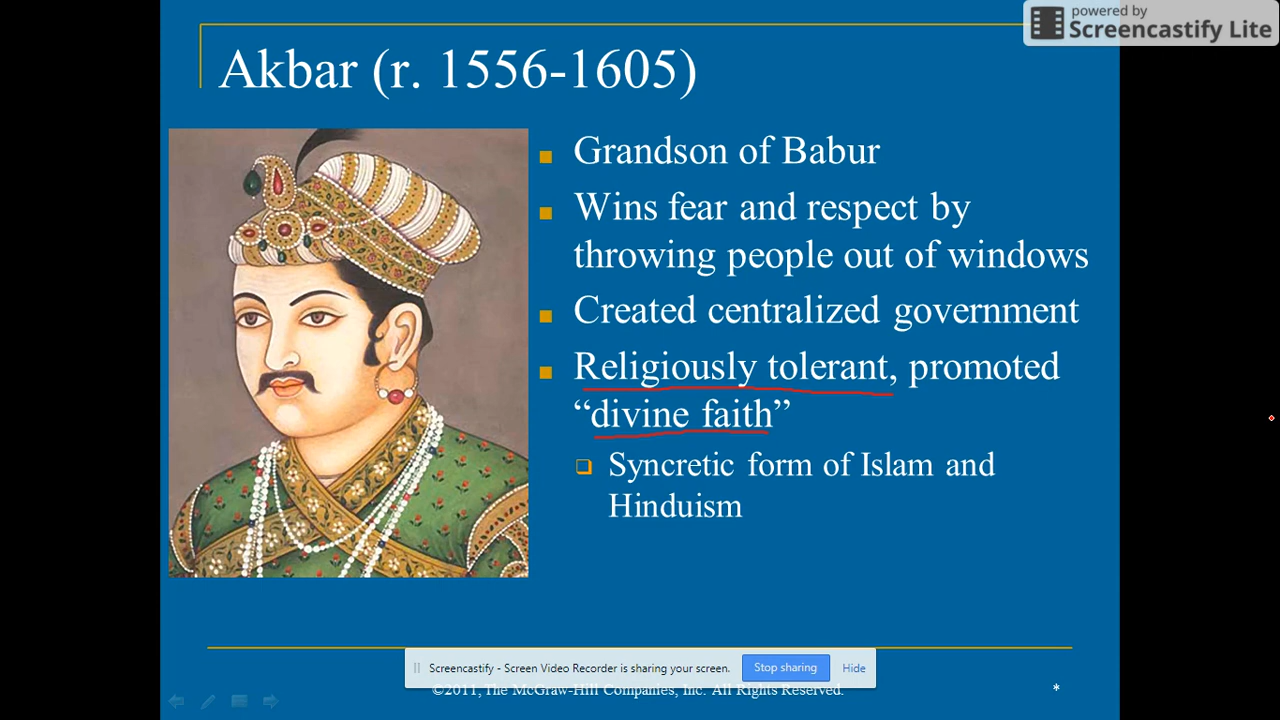 powered by
Screencastify Lite
Akbar (r. 1556-1605)
Grandson of Babur
Wins fear and respect by
throwing people out of windows
Created centralized government
Religiously tolerant, promoted
“divine faith”
Syncretic form of Islam and
Hinduism
Screencastify - Screen Video Recorder is sharing your screen.
Stop sharing
Hide
©2011, The McGraw-Hill Companies, Inc. All Rights Reserved.
*